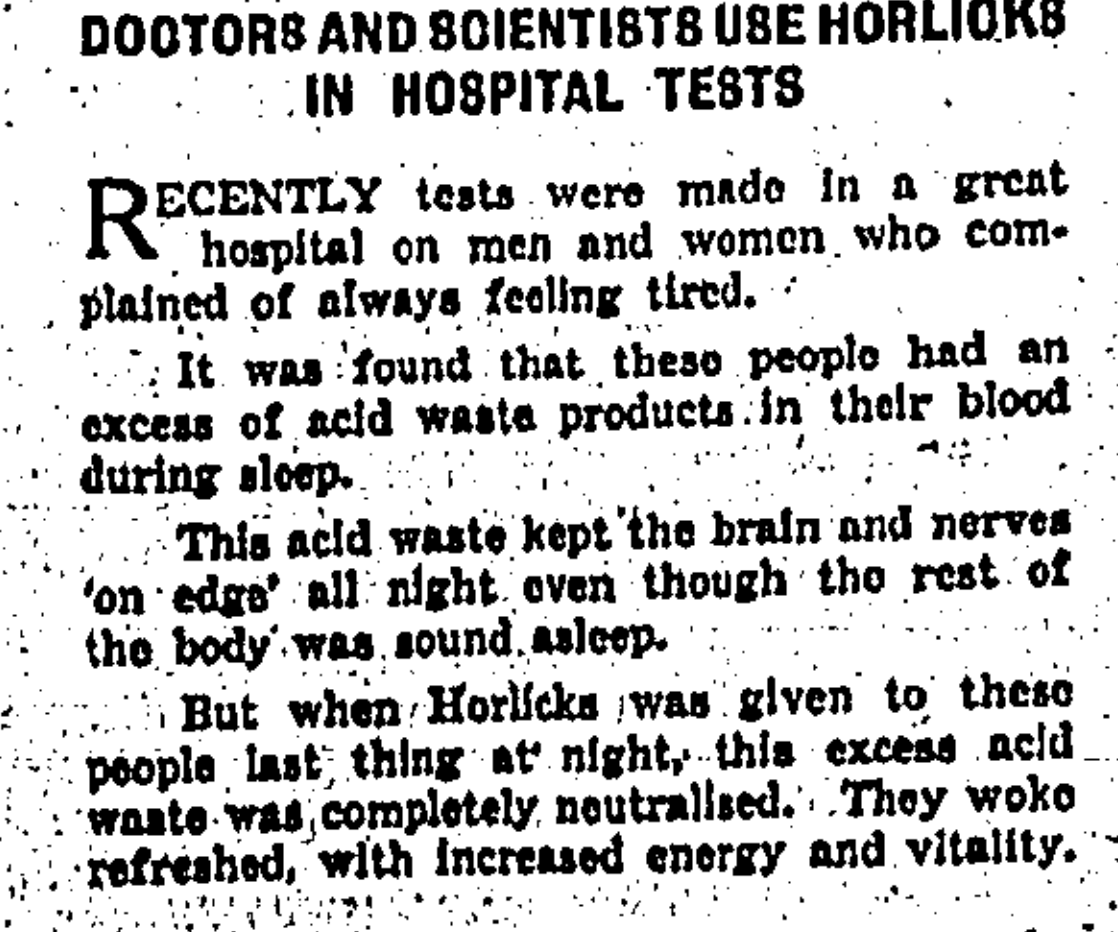 DOCTORS AND SCIENTISTS USE HORLICKS
IN HOSPITAL TESTS
RECENTLY tests were made in a great
hospital on men and women who com-
plained of always feeling tired.
It was found that these people had an
excess of acid waste products in their blood
during sleep.
This acid waste kept the brain and nerves
'on edge' all night even though the rest of
the body was sound asleep.
But when Horlicks was given to these
people last thing at night, this excess acid
waste was completely neutralised. They woke
refreshed, with increased energy and vitality.